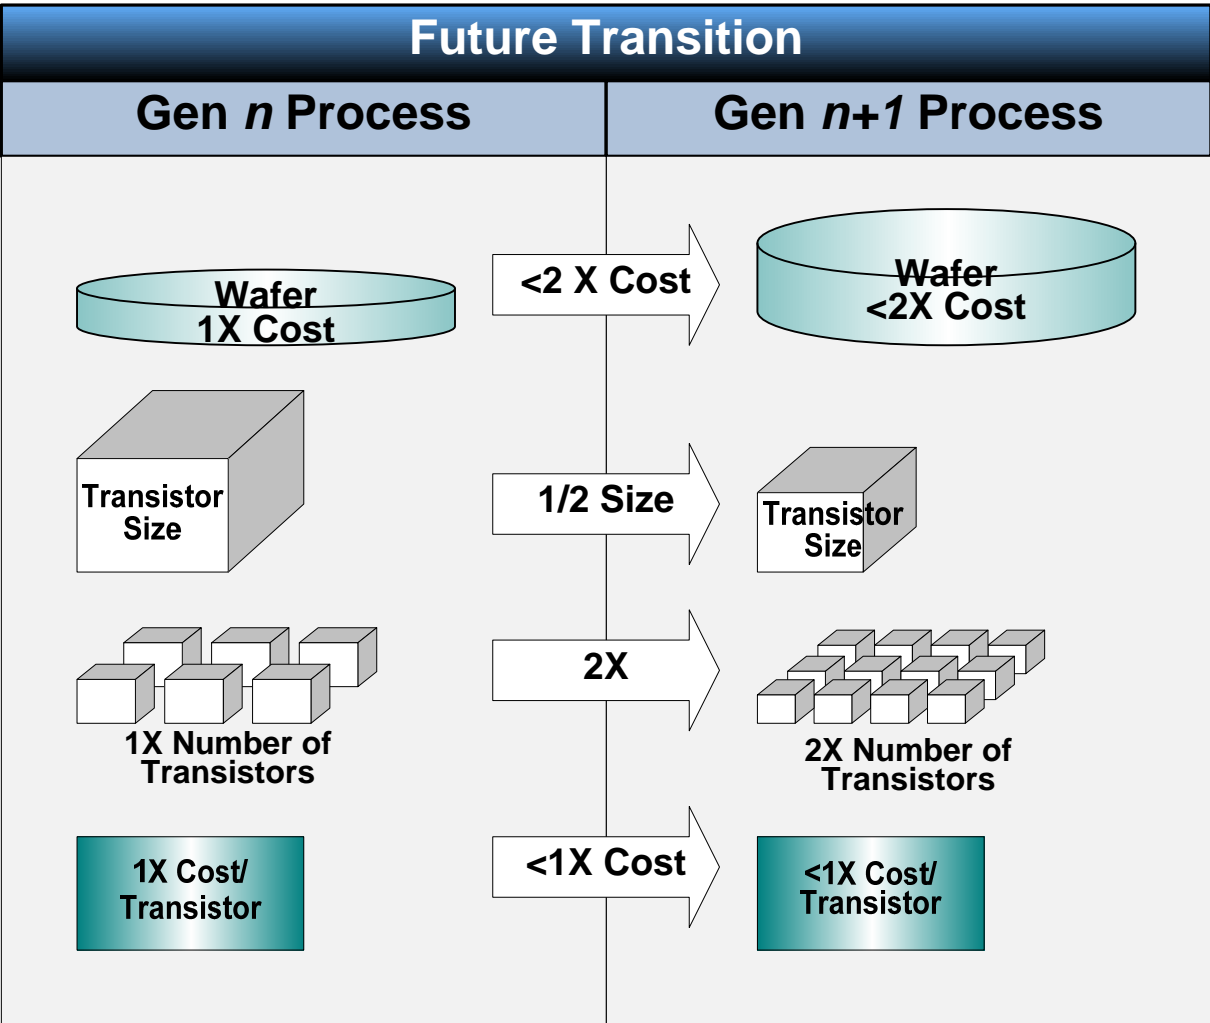 Future Transition
Gen n Process
Gen n+1 Process
Wafer
1X Cost
<2 X Cost
Wafer
<2X Cost
Transistor
Size
1/2 Size
Transistor
Size
1X Number of
Transistors
2X
2X Number of
Transistors
1X Cost/
Transistor
<1X Cost
<1X Cost/
Transistor